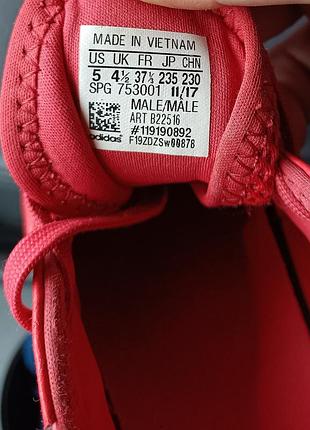 MADE IN VIETNAM
US UK FR JP CHN
5 4½ 37⅓ 235 230
SPG 753001 11/17
MALE/MÂLE
ART B22516
#119190892
adidas F19ZDZSW00876